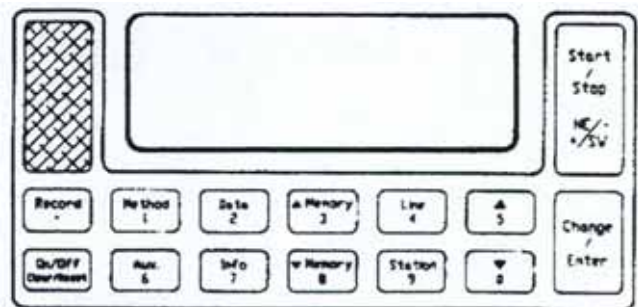 Start
/
Stop
NE/-
+/SW
Record
.
Method
1
Data
2
▲ Memory
3
Line
4
▲
5
Change
/
Enter
On/Off
Clear/Reset
Aux.
6
Info
7
▼ Memory
8
Station
9
▼
0